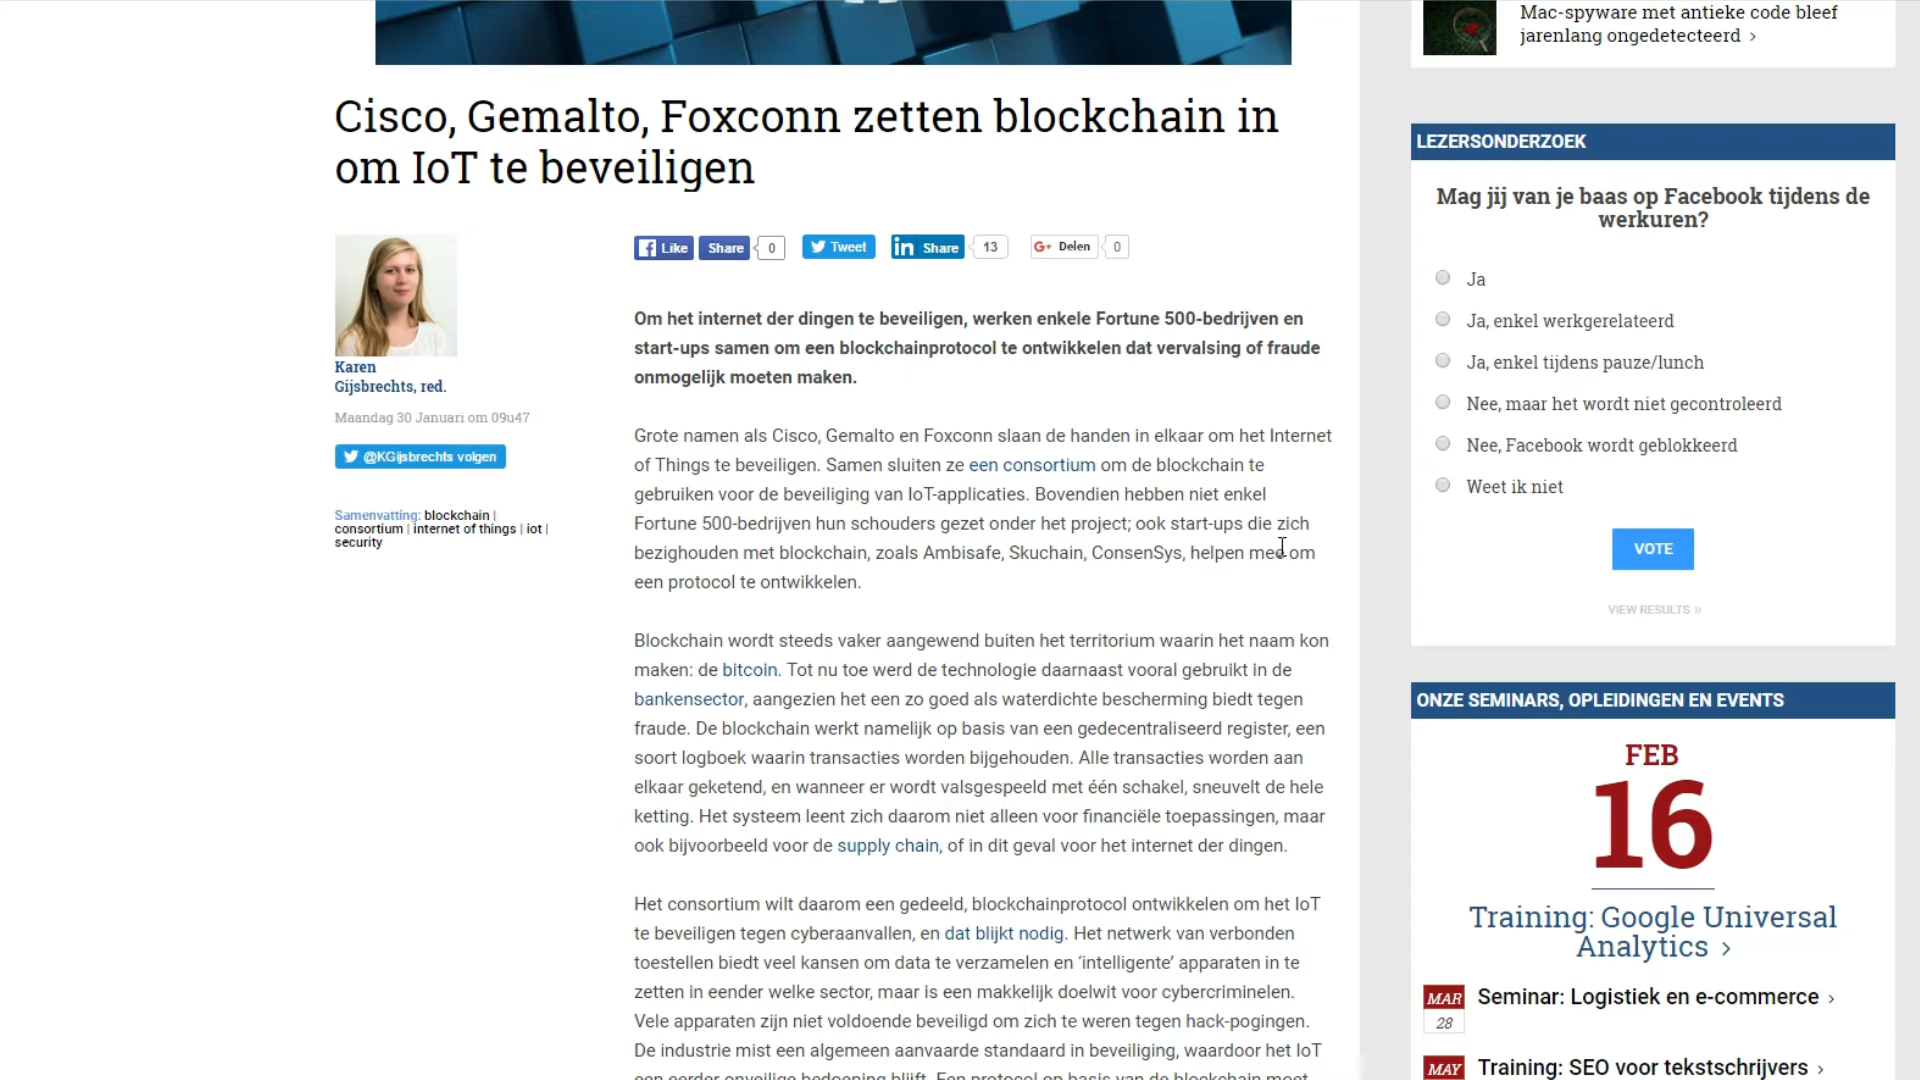 Mac-spyware met antieke code bleef
jarenlang ongedetecteerd >
Cisco, Gemalto, Foxconn zetten blockchain in
om IoT te beveiligen
Karen
Gijsbrechts, red.
Maandag 30 Januari om 09u47
@KGijsbrechts volgen
Samenvatting: blockchain |
consortium | internet of things | iot |
security
Like
Share
0
Tweet
in Share
13
G+ Delen
0
Om het internet der dingen te beveiligen, werken enkele Fortune 500-bedrijven en
start-ups samen om een blockchainprotocol te ontwikkelen dat vervalsing of fraude
onmogelijk moeten maken.
Grote namen als Cisco, Gemalto en Foxconn slaan de handen in elkaar om het Internet
of Things te beveiligen. Samen sluiten ze een consortium om de blockchain te
gebruiken voor de beveiliging van IoT-applicaties. Bovendien hebben niet enkel
Fortune 500-bedrijven hun schouders gezet onder het project; ook start-ups die zich
bezighouden met blockchain, zoals Ambisafe, Skuchain, ConsenSys, helpen mee om
een protocol te ontwikkelen.
Blockchain wordt steeds vaker aangewend buiten het territorium waarin het naam kon
maken: de bitcoin. Tot nu toe werd de technologie daarnaast vooral gebruikt in de
bankensector, aangezien het een zo goed als waterdichte bescherming biedt tegen
fraude. De blockchain werkt namelijk op basis van een gedecentraliseerd register, een
soort logboek waarin transacties worden bijgehouden. Alle transacties worden aan
elkaar geketend, en wanneer er wordt valsgespeeld met één schakel, sneuvelt de hele
ketting. Het systeem leent zich daarom niet alleen voor financiële toepassingen, maar
ook bijvoorbeeld voor de supply chain, of in dit geval voor het internet der dingen.
Het consortium wilt daarom een gedeeld, blockchainprotocol ontwikkelen om het IoT
te beveiligen tegen cyberaanvallen, en dat blijkt nodig. Het netwerk van verbonden
toestellen biedt veel kansen om data te verzamelen en ‘intelligente’ apparaten in te
zetten in eender welke sector, maar is een makkelijk doelwit voor cybercriminelen.
Vele apparaten zijn niet voldoende beveiligd om zich te weren tegen hack-pogingen.
De industrie mist een algemeen aanvaarde standaard in beveiliging, waardoor het IoT
een eerder onveilige bedoening blijft. Een protocol op basis van de blockchain moet
LEZERSONDERZOEK
Mag jij van je baas op Facebook tijdens de
werkuren?
Ja
Ja, enkel werkgerelateerd
Ja, enkel tijdens pauze/lunch
Nee, maar het wordt niet gecontroleerd
Nee, Facebook wordt geblokkeerd
Weet ik niet
VOTE
VIEW RESULTS »
ONZE SEMINARS, OPLEIDINGEN EN EVENTS
FEB
16
Training: Google Universal
Analytics >
MAR
28
Seminar: Logistiek en e-commerce >
MAY
Training: SEO voor tekstschrijvers >